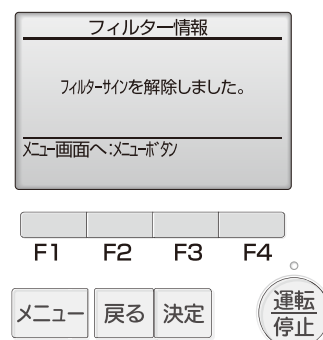 フィルター情報
フィルターサインを解除しました。
メニュー画面へ:メニューボタン
F1 F2 F3 F4
メニュー 戻る 決定
運転
停止